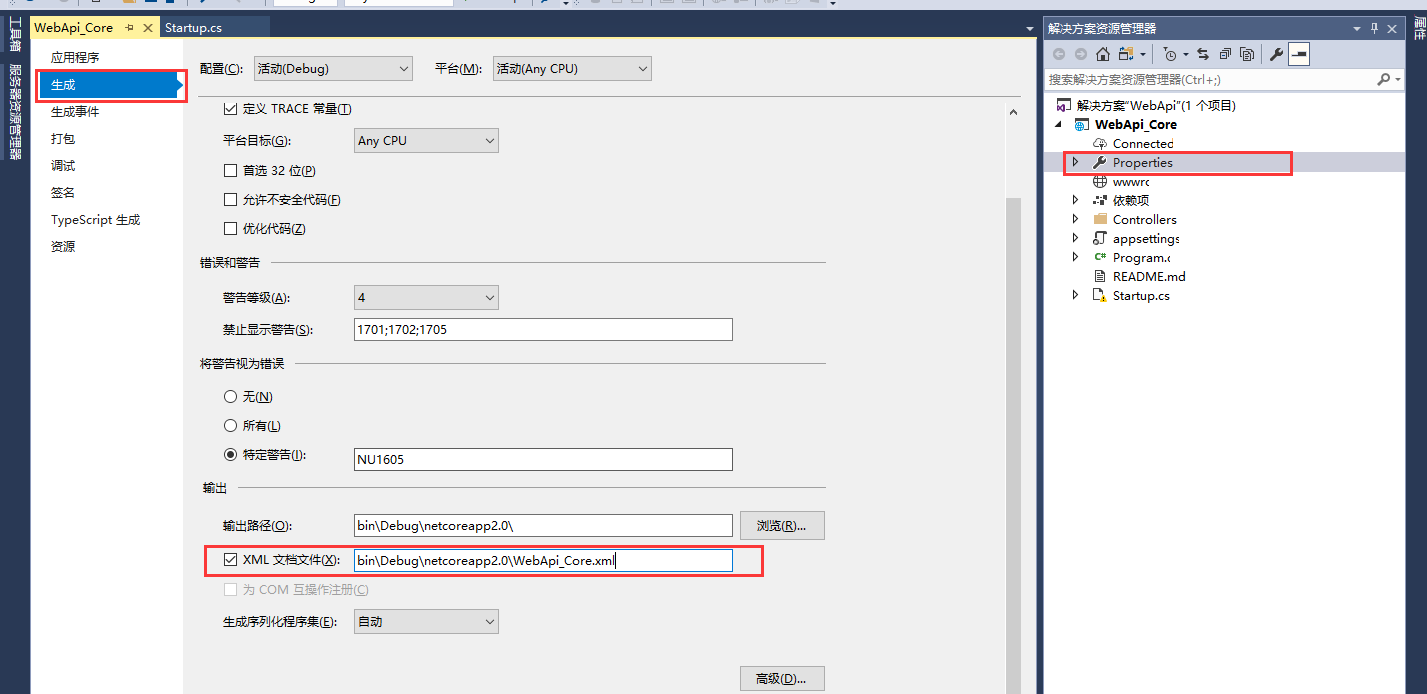 WebApi_Core
Startup.cs
工具箱
服务器资源管理器
应用程序
生成
生成事件
打包
调试
签名
TypeScript 生成
资源
配置(C): 活动(Debug) 平台(M): 活动(Any CPU)
定义 TRACE 常量(T)
平台目标(G): Any CPU
首选 32 位(P)
允许不安全代码(F)
优化代码(Z)
错误和警告
警告等级(A): 4
禁止显示警告(S): 1701;1702;1705
将警告视为错误
无(N)
所有(L)
特定警告(I): NU1605
输出
输出路径(O): bin\Debug\netcoreapp2.0\ 浏览(R)...
XML 文档文件(X): bin\Debug\netcoreapp2.0\WebApi_Core.xml
为 COM 互操作注册(C)
生成序列化程序集(E): 自动
高级(D)...
解决方案资源管理器
搜索解决方案资源管理器(Ctrl+;)
解决方案"WebApi"(1 个项目)
WebApi_Core
Connected
Properties
wwwrc
依赖项
Controllers
appsettings
Program.c
README.md
Startup.cs
属性